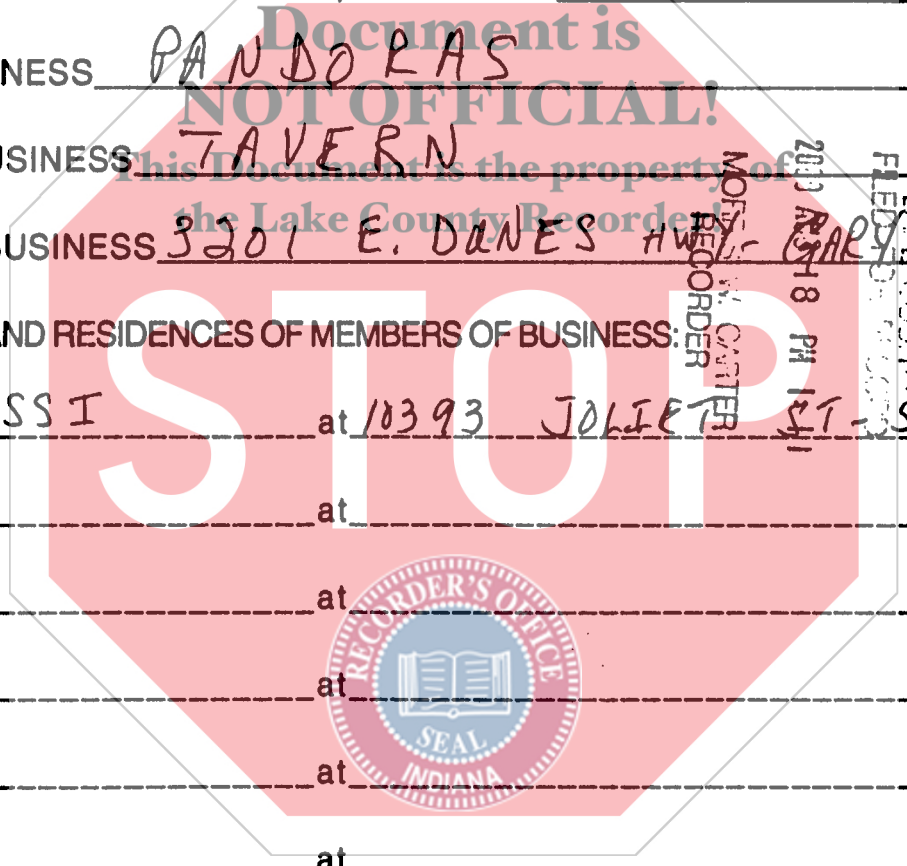 Document is
NESS PANDORAS
NOT OFFICIAL!
USINESS TAVERN
This Document is the property of
the Lake County Recorder!
BUSINESS 3201 E. DUNES HWY- GARY
AND RESIDENCES OF MEMBERS OF BUSINESS:
SSI at 10393 JOLIET ST - S
at
at
at
at
at
STOP
RECORDER'S OFFICE
SEAL
INDIANA
CARTER
RECORDER
PM
FILED